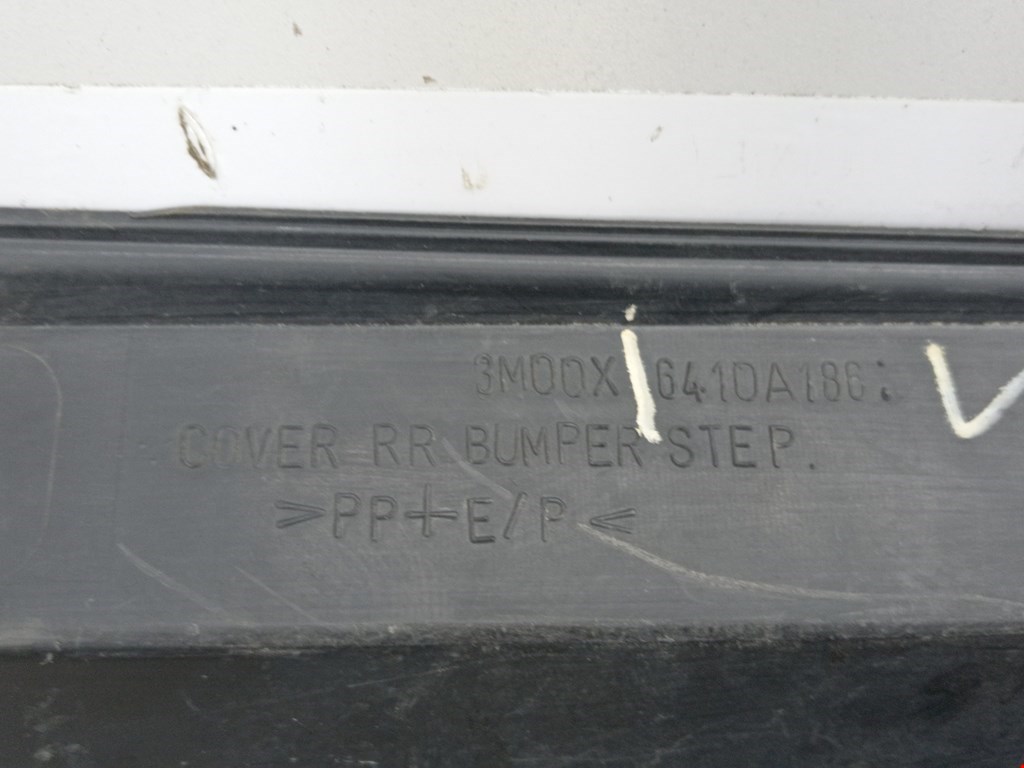 3M00X 6410A186:
COVER RR BUMPER STEP.
>PP+E/P<